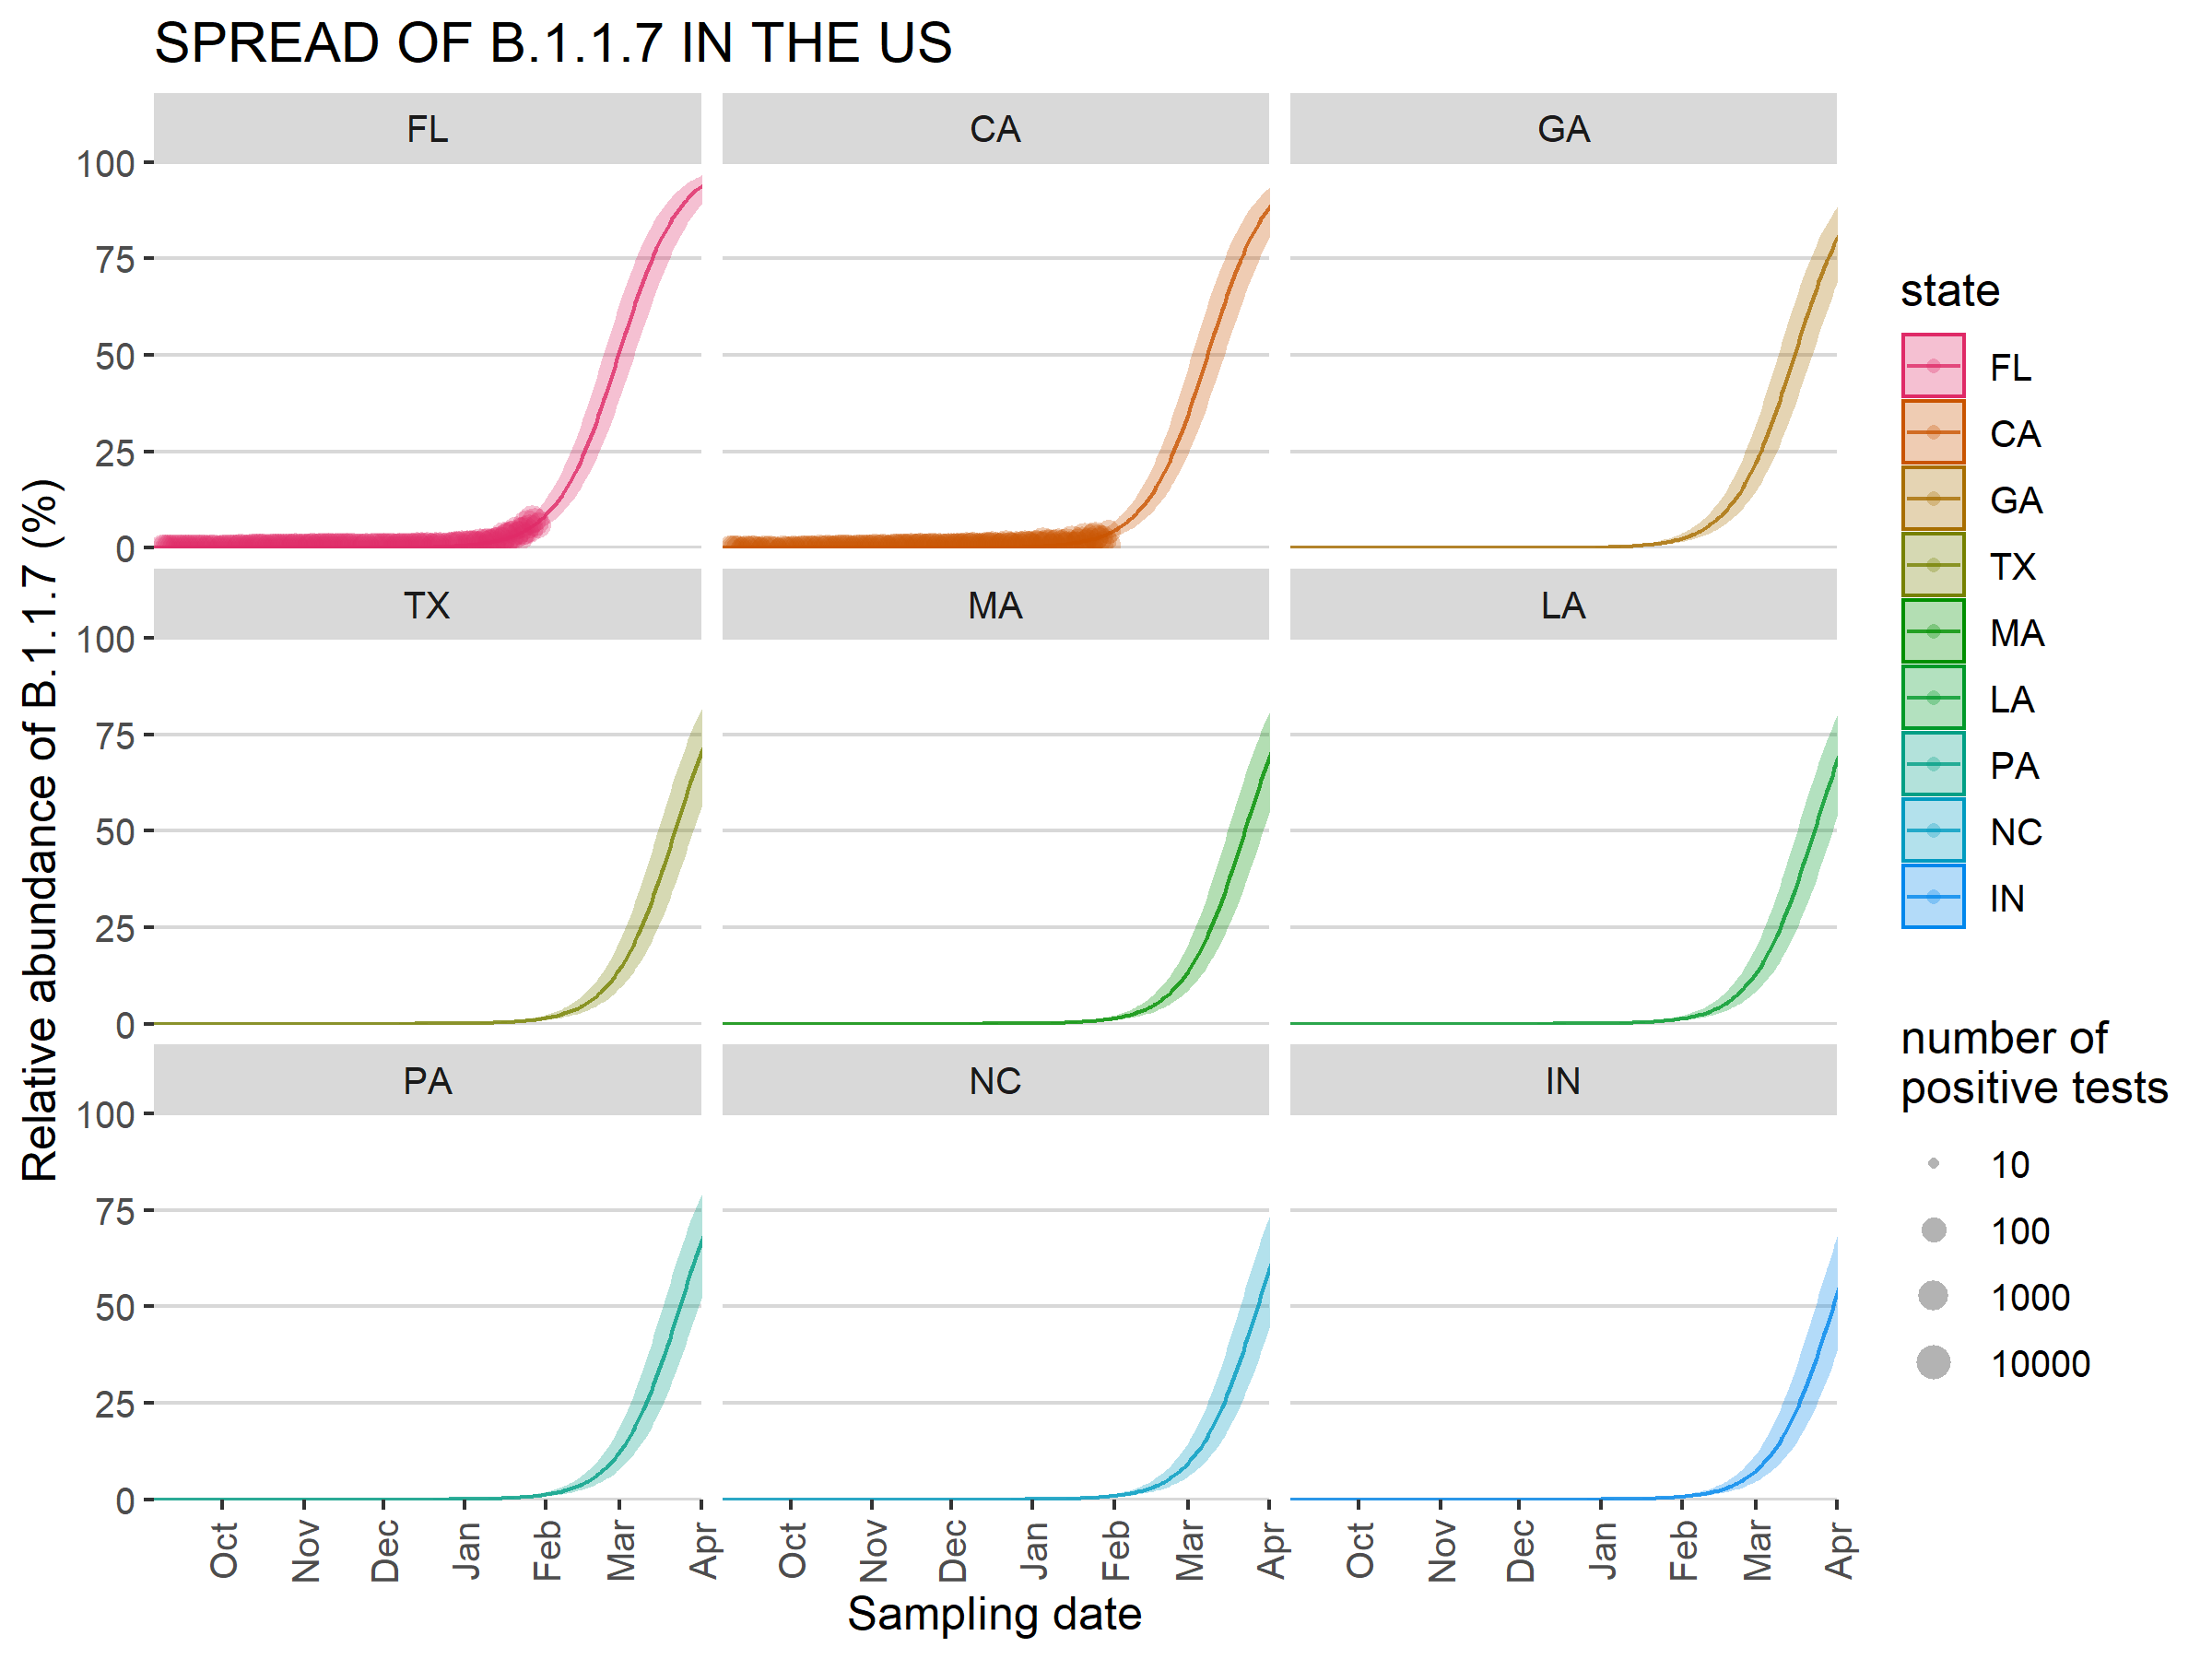 SPREAD OF B.1.1.7 IN THE US
Relative abundance of B.1.1.7 (%)
FL
CA
GA
100
75
50
25
0
TX
MA
LA
100
75
50
25
0
PA
NC
IN
100
75
50
25
0
Oct
Nov
Dec
Jan
Feb
Mar
Apr
Oct
Nov
Dec
Jan
Feb
Mar
Apr
Oct
Nov
Dec
Jan
Feb
Mar
Apr
Sampling date
state
FL
CA
GA
TX
MA
LA
PA
NC
IN
number of
positive tests
10
100
1000
10000